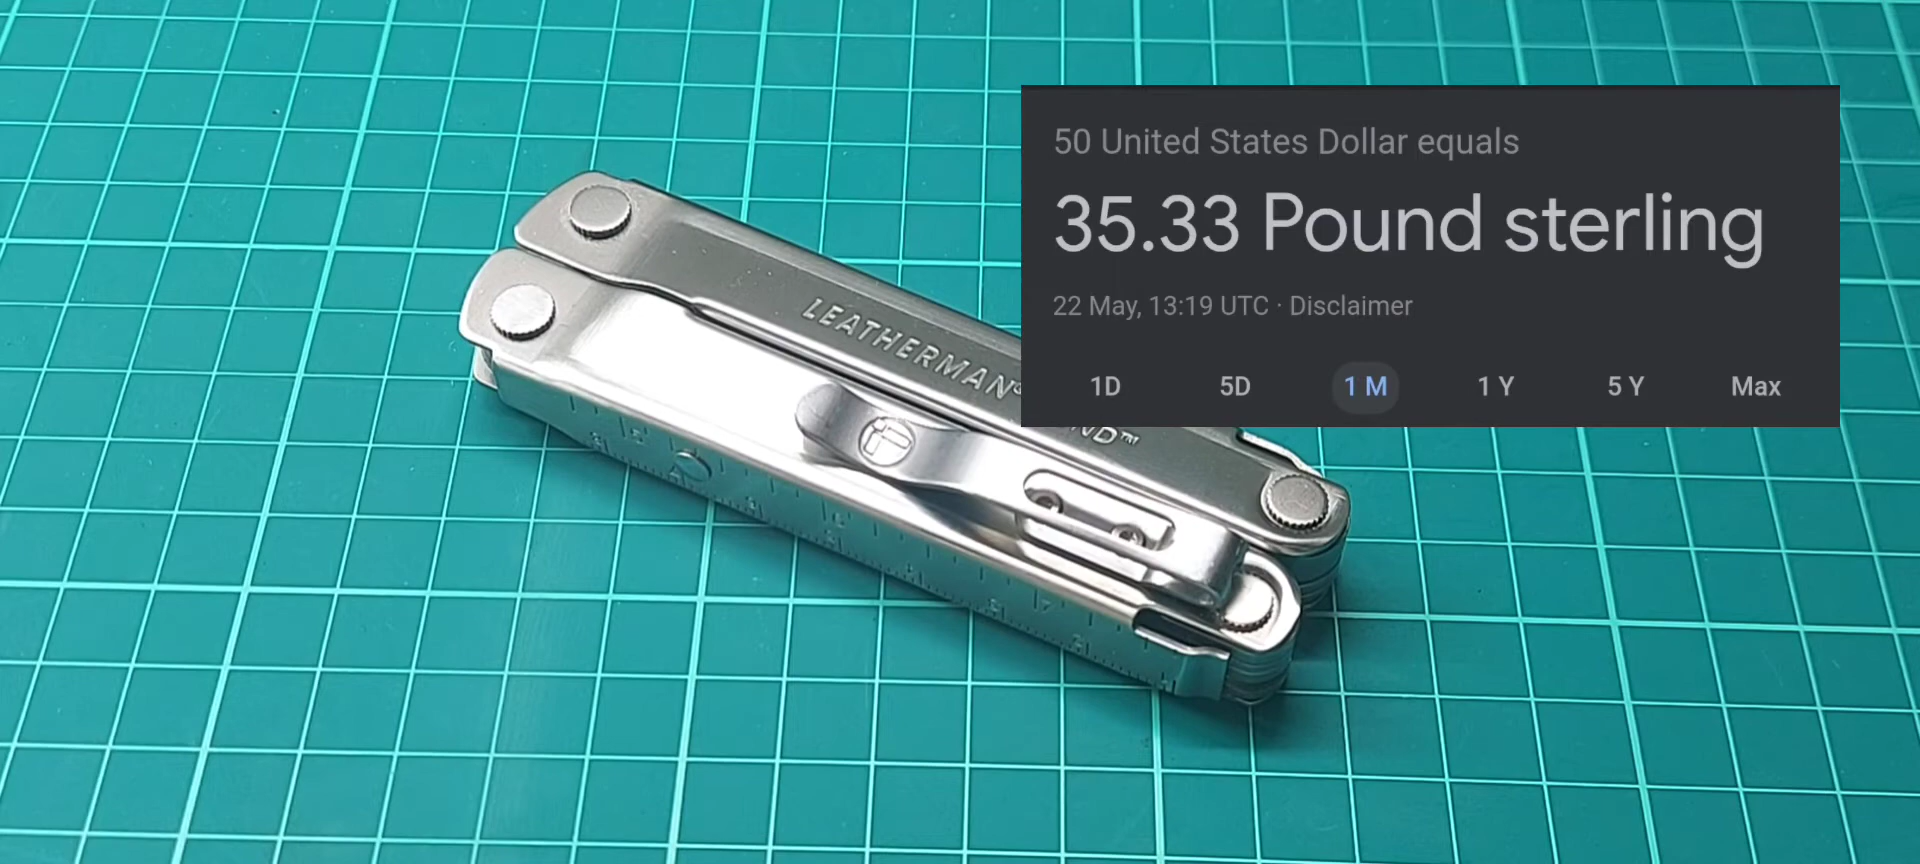 50 United States Dollar equals
35.33 Pound sterling
22 May, 13:19 UTC · Disclaimer
1D 5D 1 M 1 Y 5 Y Max
LEATHERMAN®